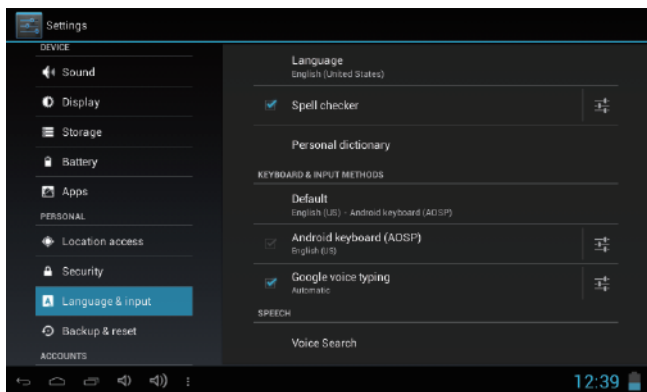 Settings
DEVICE
Sound
Display
Storage
Battery
Apps
PERSONAL
Location access
Security
A Language & input
Backup & reset
ACCOUNTS
Language
English (United States)
Spell checker
Personal dictionary
KEYBOARD & INPUT METHODS
Default
English (US) - Android keyboard (AOSP)
Android keyboard (AOSP)
English (US)
Google voice typing
Automatic
SPEECH
Voice Search
12:39